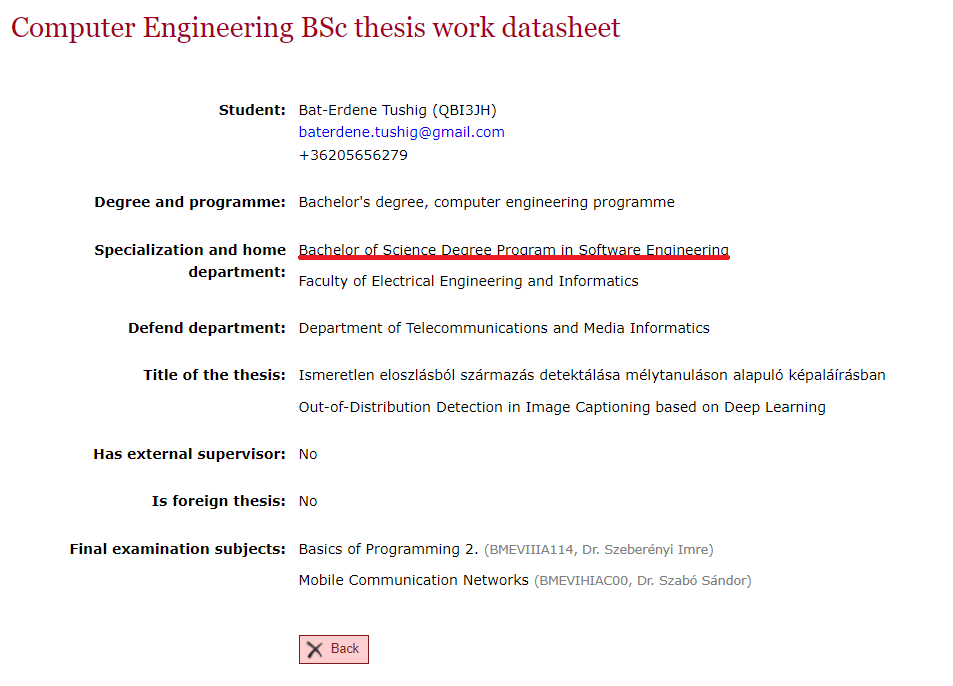 Computer Engineering BSc thesis work datasheet
Student: Bat-Erdene Tushig (QBI3JH)
baterdene.tushig@gmail.com
+36205656279
Degree and programme: Bachelor's degree, computer engineering programme
Specialization and home department: Bachelor of Science Degree Program in Software Engineering
Faculty of Electrical Engineering and Informatics
Defend department: Department of Telecommunications and Media Informatics
Title of the thesis: Ismeretlen eloszlásból származás detektálása mélytanuláson alapuló képaláírásban
Out-of-Distribution Detection in Image Captioning based on Deep Learning
Has external supervisor: No
Is foreign thesis: No
Final examination subjects: Basics of Programming 2. (BMEVIIIA114, Dr. Szeberényi Imre)
Mobile Communication Networks (BMEVIHIAC00, Dr. Szabó Sándor)
Back